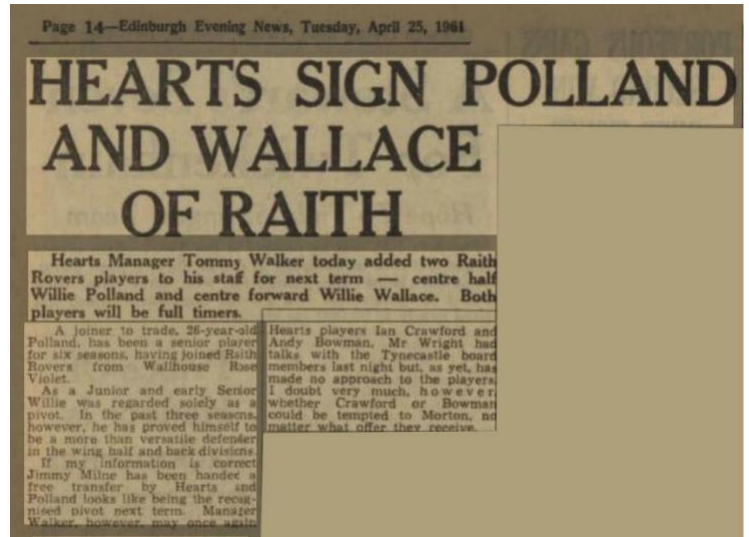 Page 14—Edinburgh Evening News, Tuesday, April 25, 1961
HEARTS SIGN POLLAND
AND WALLACE
OF RAITH
Hearts Manager Tommy Walker today added two Raith
Rovers players to his staff for next term — centre half
Willie Polland and centre forward Willie Wallace. Both
players will be full timers.
A joiner to trade, 26-year-old
Polland, has been a senior player
for six seasons, having joined Raith
Rovers from Wallhouse Rose
Violet.
As a Junior and early Senior
Willie was regarded solely as a
pivot. In the past three seasons,
however, he has proved himself to
be a more than versatile defender
in the wing half and back divisions.
If my information is correct
Jimmy Milne has been handed a
free transfer by Hearts and
Polland looks like being the recog-
nised pivot next term. Manager
Walker, however, may once again
Hearts players Ian Crawford and
Andy Bowman. Mr Wright had
talks with the Tynecastle board
members last night but, as yet, has
made no approach to the players.
I doubt very much, however,
whether Crawford or Bowman
could be tempted to Morton, no
matter what offer they receive.